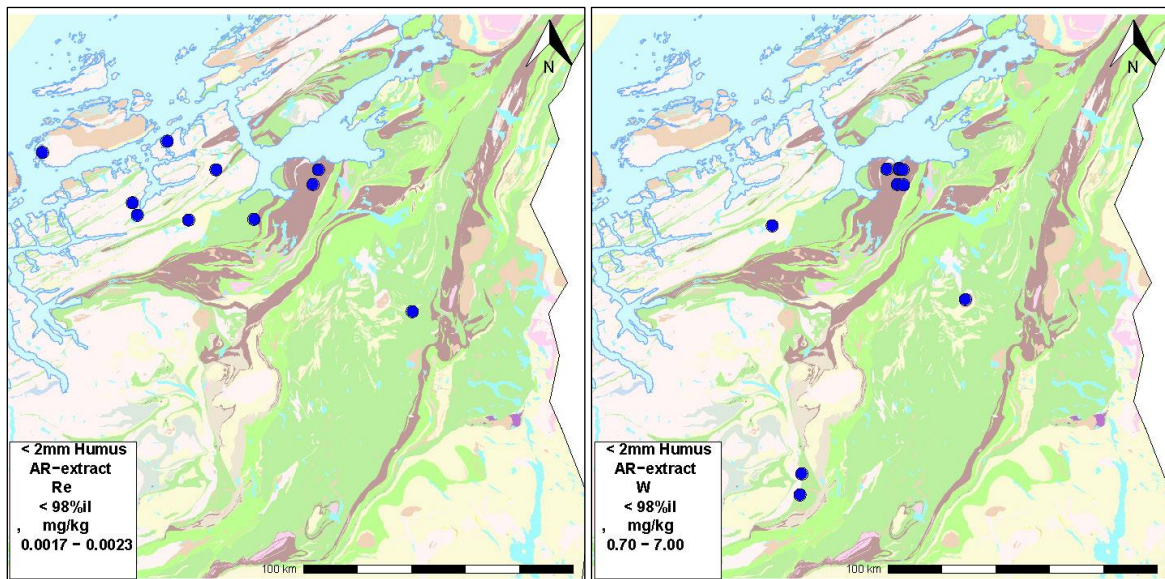 N
< 2mm Humus
AR−extract
Re
< 98%il
, mg/kg
0.0017 − 0.0023
100 km
N
< 2mm Humus
AR−extract
W
< 98%il
, mg/kg
0.70 − 7.00
100 km